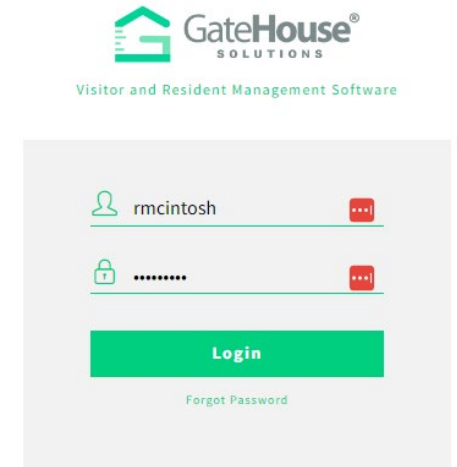 GateHouse®
SOLUTIONS
Visitor and Resident Management Software
rmcintosh
•••••••••
Login
Forgot Password